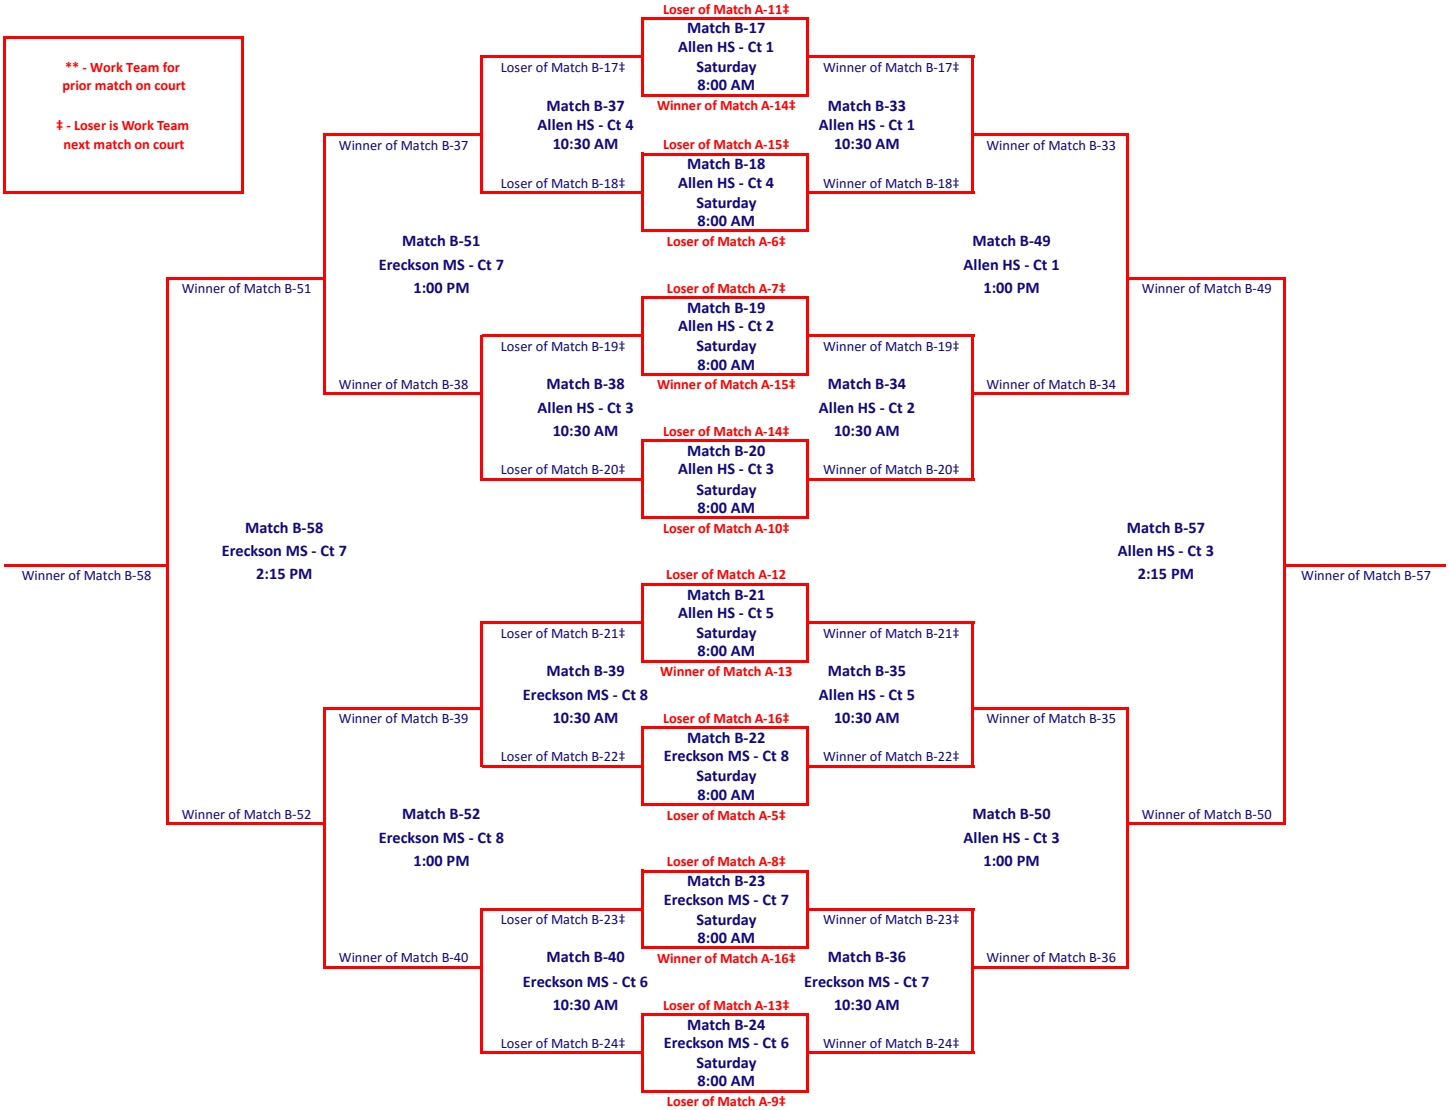 Loser of Match A-11‡
Match B-17
Allen HS - Ct 1
Saturday
8:00 AM
Winner of Match A-14‡
** - Work Team for
prior match on court
‡ - Loser is Work Team
next match on court
Loser of Match B-17‡
Winner of Match B-17‡
Match B-37
Allen HS - Ct 4
10:30 AM
Match B-33
Allen HS - Ct 1
10:30 AM
Winner of Match B-37
Loser of Match A-15‡
Winner of Match B-33
Match B-18
Allen HS - Ct 4
Saturday
8:00 AM
Loser of Match A-6‡
Loser of Match B-18‡
Winner of Match B-18‡
Match B-51
Ereckson MS - Ct 7
1:00 PM
Match B-49
Allen HS - Ct 1
1:00 PM
Winner of Match B-51
Loser of Match A-7‡
Winner of Match B-49
Match B-19
Allen HS - Ct 2
Saturday
8:00 AM
Winner of Match A-15‡
Loser of Match B-19‡
Winner of Match B-19‡
Winner of Match B-38
Match B-38
Allen HS - Ct 3
10:30 AM
Match B-34
Allen HS - Ct 2
10:30 AM
Winner of Match B-34
Loser of Match A-14‡
Match B-20
Allen HS - Ct 3
Saturday
8:00 AM
Loser of Match A-10‡
Loser of Match B-20‡
Winner of Match B-20‡
Match B-58
Ereckson MS - Ct 7
2:15 PM
Match B-57
Allen HS - Ct 3
2:15 PM
Winner of Match B-58
Winner of Match B-57
Loser of Match A-12
Match B-21
Allen HS - Ct 5
Saturday
8:00 AM
Winner of Match A-13
Loser of Match B-21‡
Winner of Match B-21‡
Match B-39
Ereckson MS - Ct 8
10:30 AM
Match B-35
Allen HS - Ct 5
10:30 AM
Winner of Match B-39
Loser of Match A-16‡
Winner of Match B-35
Match B-22
Ereckson MS - Ct 8
Saturday
8:00 AM
Loser of Match A-5‡
Loser of Match B-22‡
Winner of Match B-22‡
Winner of Match B-52
Match B-52
Ereckson MS - Ct 8
1:00 PM
Match B-50
Allen HS - Ct 3
1:00 PM
Winner of Match B-50
Loser of Match A-8‡
Match B-23
Ereckson MS - Ct 7
Saturday
8:00 AM
Winner of Match A-16‡
Loser of Match B-23‡
Winner of Match B-23‡
Winner of Match B-40
Match B-40
Ereckson MS - Ct 6
10:30 AM
Match B-36
Ereckson MS - Ct 7
10:30 AM
Winner of Match B-36
Loser of Match A-13‡
Match B-24
Ereckson MS - Ct 6
Saturday
8:00 AM
Loser of Match A-9‡
Loser of Match B-24‡
Winner of Match B-24‡